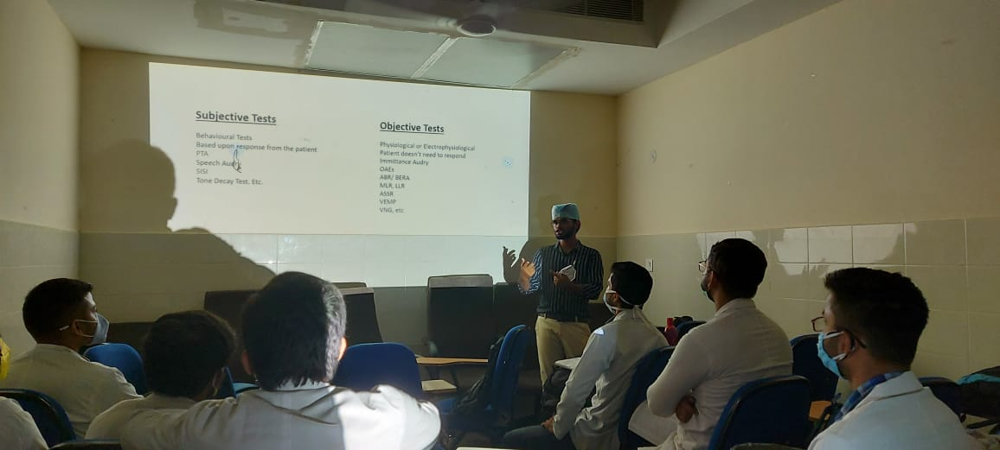 Subjective Tests
Behavioural Tests
Based upon response from the patient
PTA
Speech Audry
SISI
Tone Decay Test, Etc.
Objective Tests
Physiological or Electrophysiological
Patient doesn't need to respond
Immittance Audry
OAEs
ABR/ BERA
MLR, LLR
ASSR
VEMP
VNG, etc